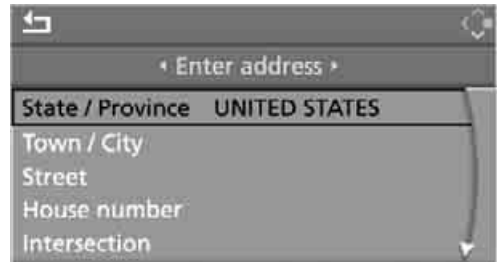 Enter address
State / Province UNITED STATES
Town / City
Street
House number
Intersection